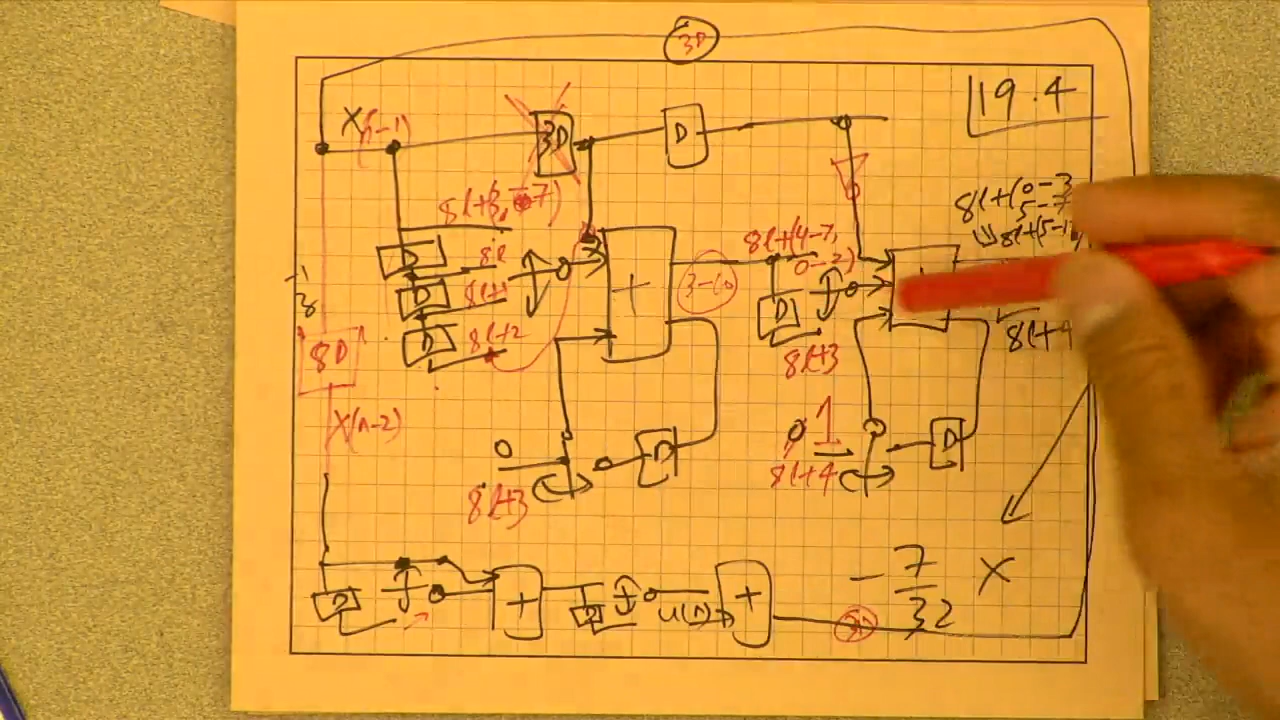 3D
19.4
X(n-1)
3D
D
8l+(3,-7)
8l+(0-3
5-7
8l+(4-7,
0-2)
D
8l
D
8l+1
D
8l+2
+
3-10
D
8l+3
8l+4
8D
X(n-2)
0
8l+3
D
0 1
8l+4
D
- 7
32
X
D
+
D
u(n)
+
3D